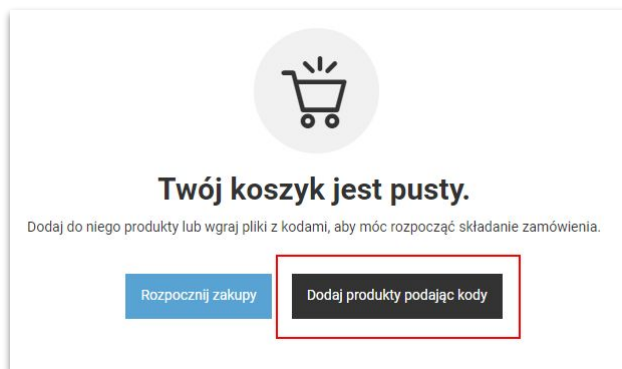 Twój koszyk jest pusty.
Dodaj do niego produkty lub wgraj pliki z kodami, aby móc rozpocząć składanie zamówienia.
Rozpocznij zakupy
Dodaj produkty podając kody